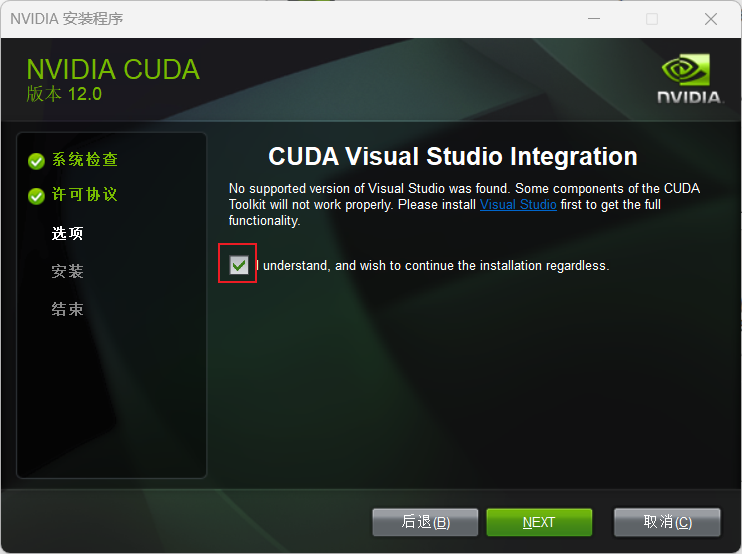 NVIDIA 安装程序
NVIDIA CUDA
版本 12.0
NVIDIA.
系统检查
许可协议
选项
安装
结束
CUDA Visual Studio Integration
No supported version of Visual Studio was found. Some components of the CUDA
Toolkit will not work properly. Please install Visual Studio first to get the full
functionality.
I understand, and wish to continue the installation regardless.
后退(B)
NEXT
取消(C)